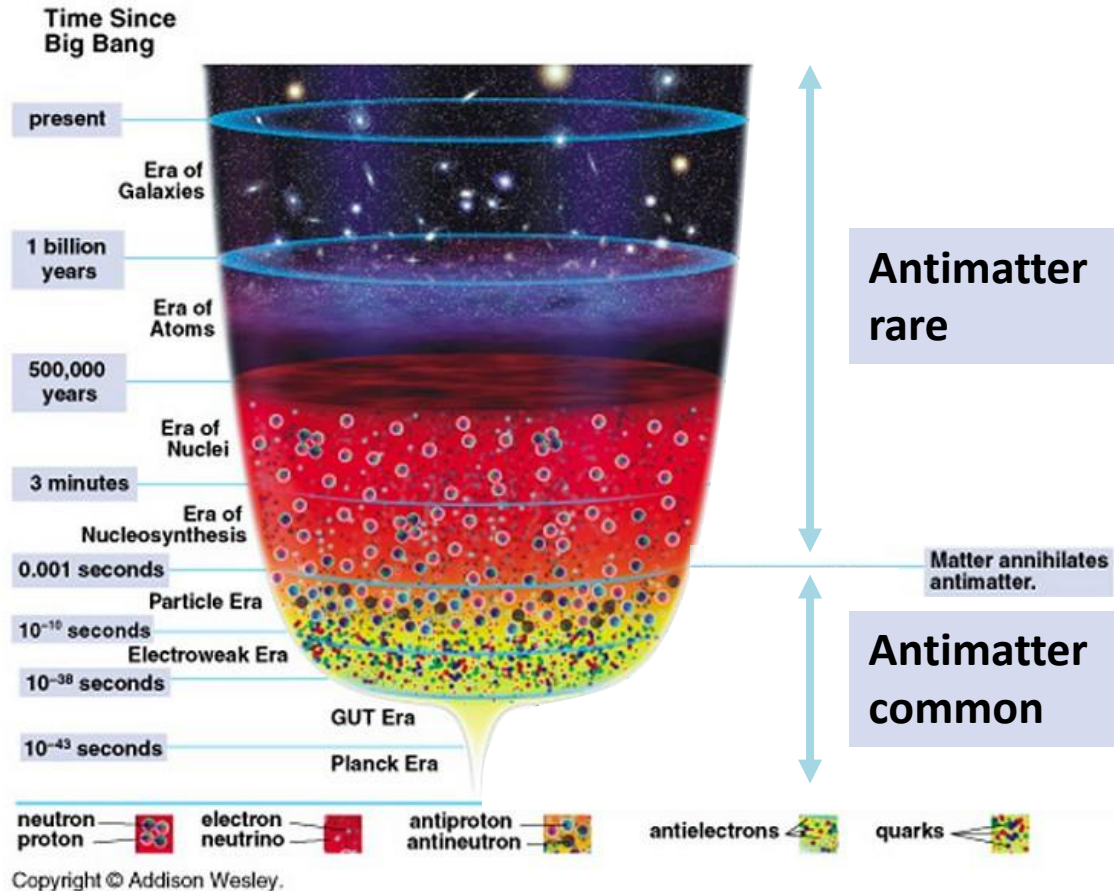 Time Since
Big Bang
present
Era of
Galaxies
1 billion
years
Era of
Atoms
500,000
years
Era of
Nuclei
3 minutes
Era of
Nucleosynthesis
0.001 seconds
Particle Era
10⁻¹⁰ seconds
Electroweak Era
10⁻³⁸ seconds
GUT Era
10⁻⁴³ seconds
Planck Era
Antimatter
rare
Matter annihilates
antimatter.
Antimatter
common
neutron
proton
electron
neutrino
antiproton
antineutron
antielectrons
quarks
Copyright © Addison Wesley.